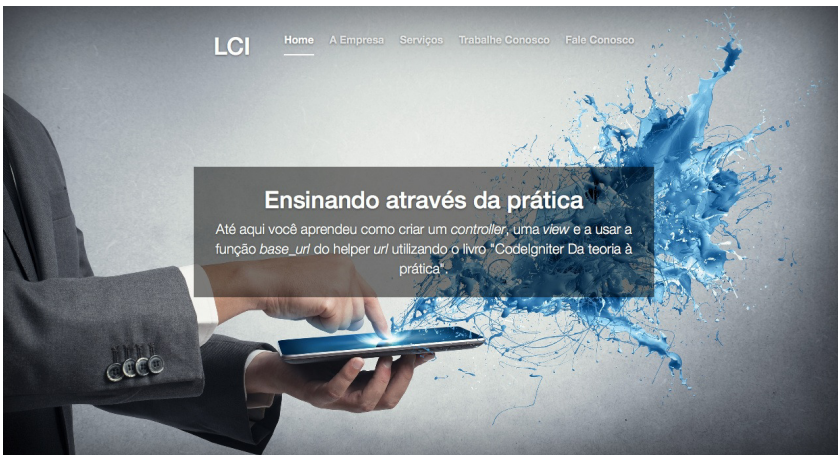 LCI
Home A Empresa Serviços Trabalhe Conosco Fale Conosco
Ensinando através da prática
Até aqui você aprendeu como criar um controller, uma view e a usar a
função base_url do helper url utilizando o livro "CodeIgniter Da teoria à
prática".